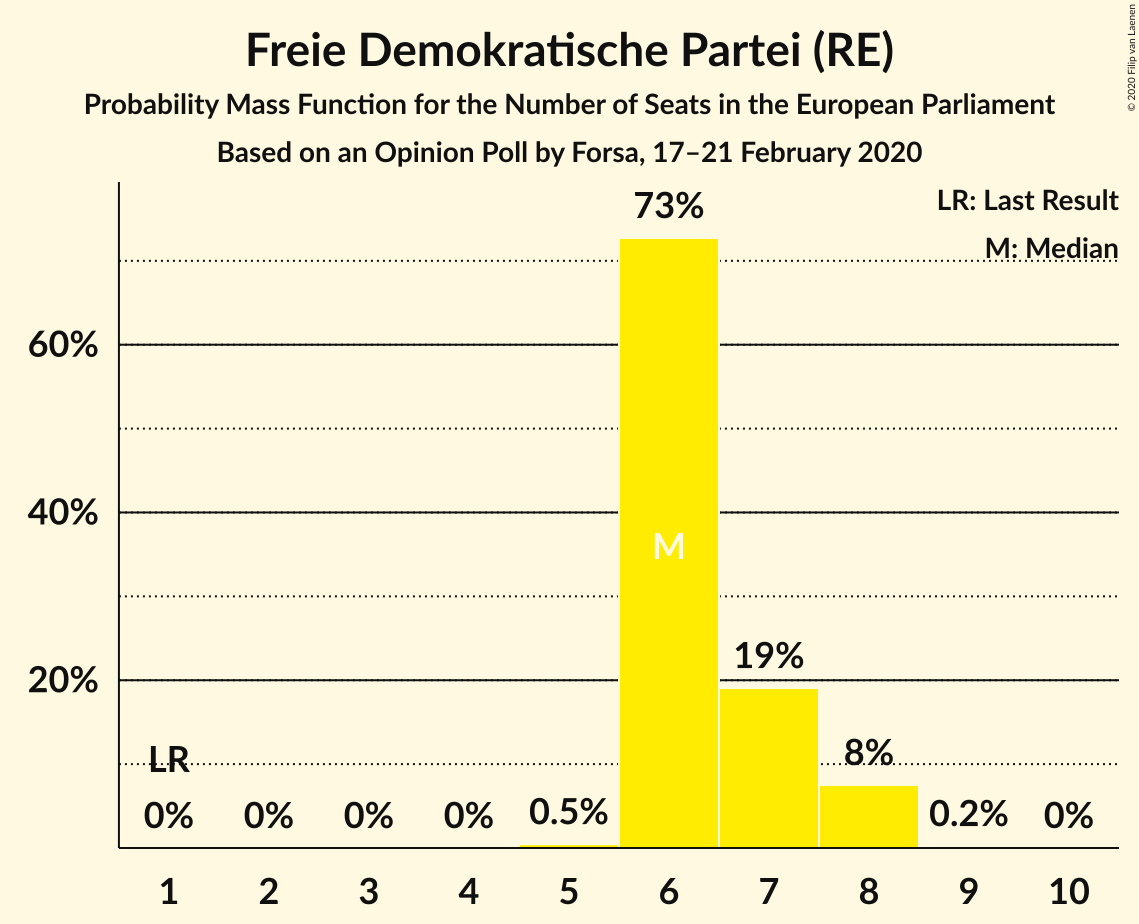 Freie Demokratische Partei (RE)
Probability Mass Function for the Number of Seats in the European Parliament
Based on an Opinion Poll by Forsa, 17–21 February 2020
© 2020 Filip van Laenen
LR: Last Result
M: Median
73%
60%
40%
M
19%
20%
LR
8%
0% 0% 0% 0% 0.5% 0.2% 0%
1 2 3 4 5 6 7 8 9 10